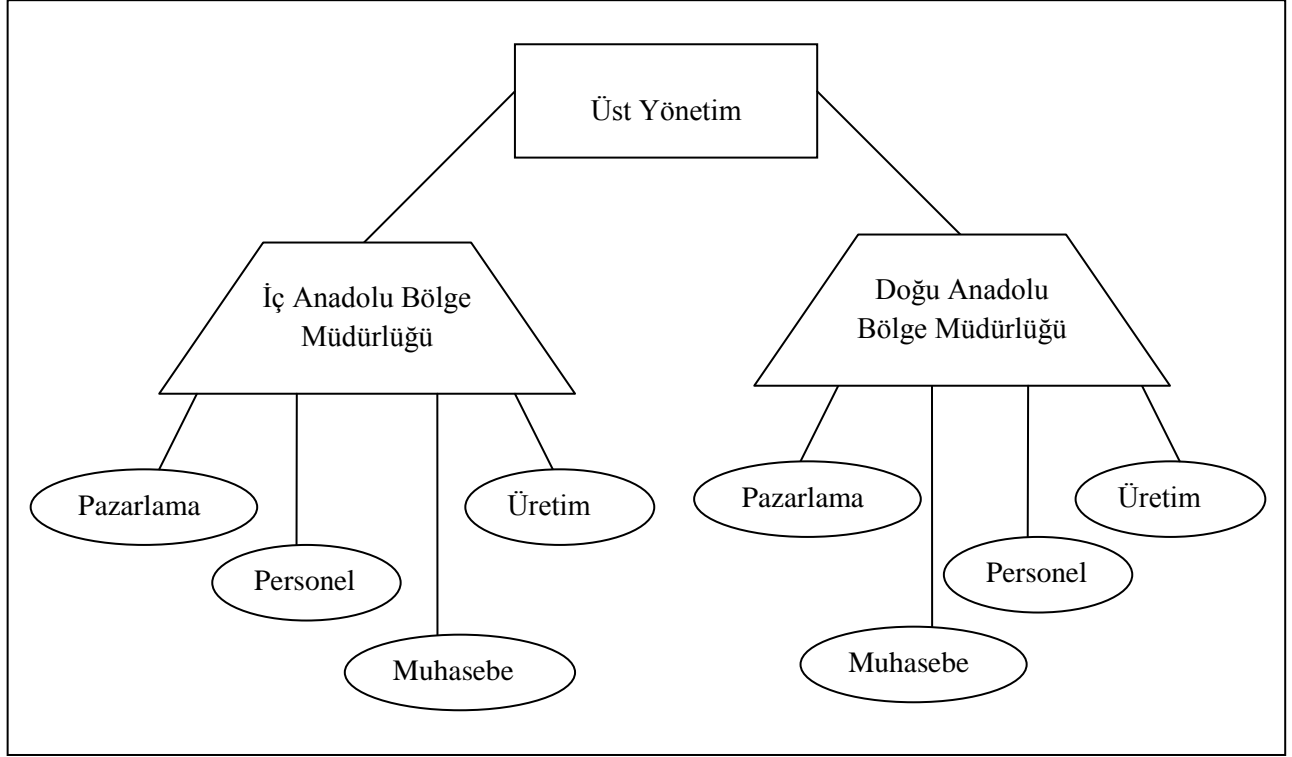 Üst Yönetim
İç Anadolu Bölge
Müdürlüğü
Doğu Anadolu
Bölge Müdürlüğü
Pazarlama
Personel
Muhasebe
Üretim
Pazarlama
Muhasebe
Personel
Üretim